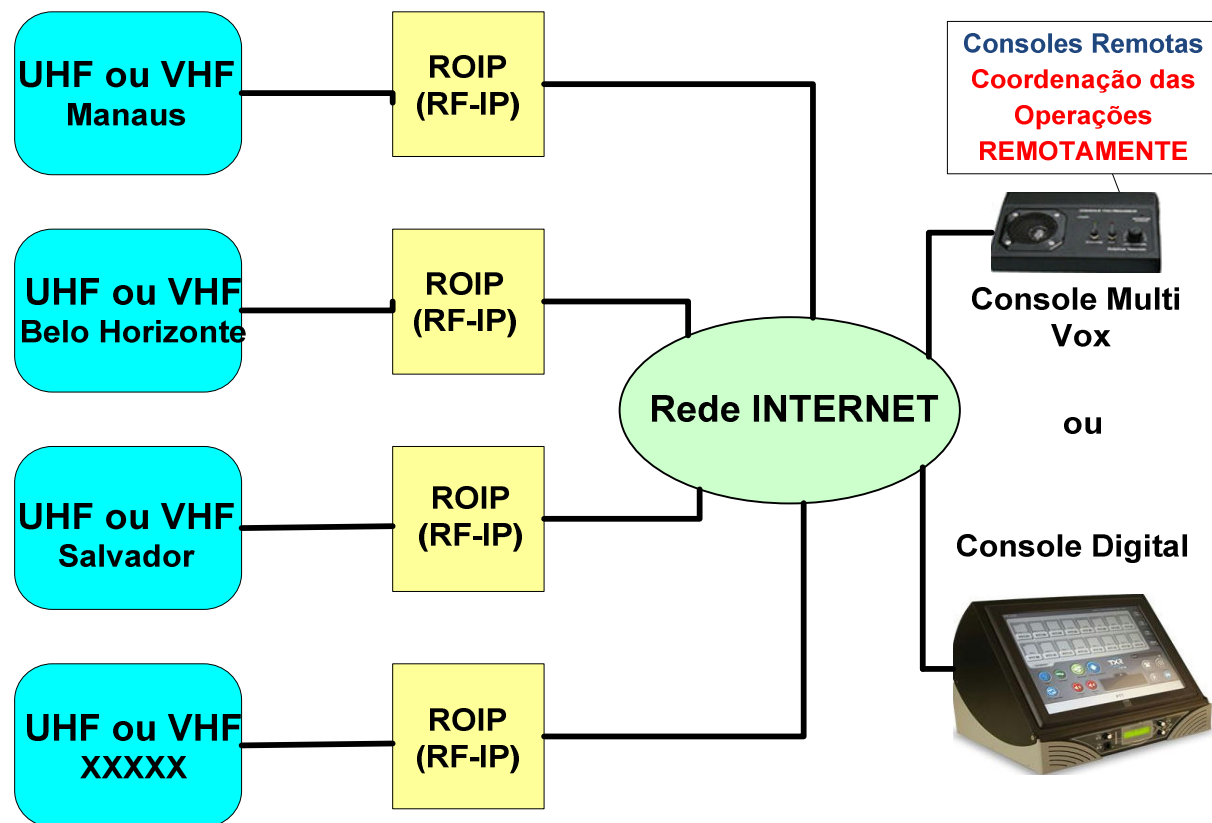 UHF ou VHF
Manaus
ROIP
(RF-IP)
Consoles Remotas
Coordenação das
Operações
REMOTAMENTE
UHF ou VHF
Belo Horizonte
ROIP
(RF-IP)
Console Multi
Vox
Rede INTERNET
ou
UHF ou VHF
Salvador
ROIP
(RF-IP)
Console Digital
UHF ou VHF
XXXXX
ROIP
(RF-IP)